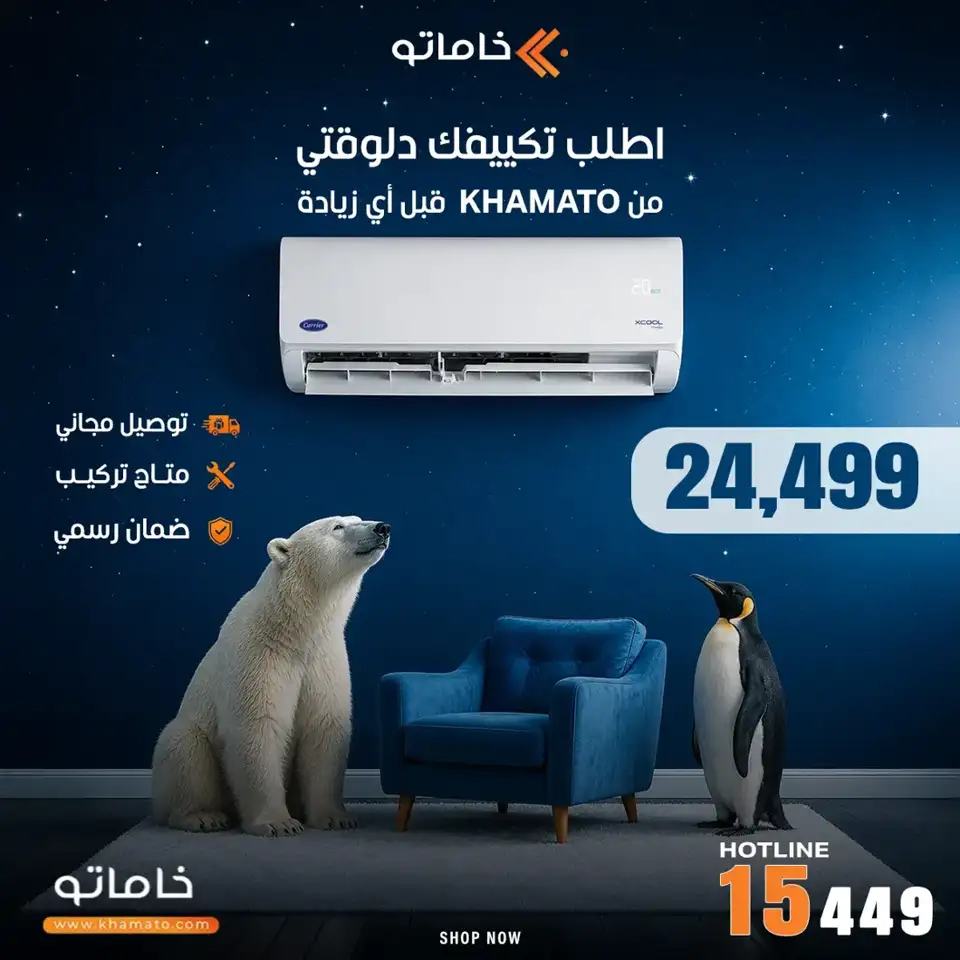 خاماتو
اطلب تكييفك دلوقتي
من KHAMATO قبل أي زيادة
20
Carrier
XCOOL
توصيل مجاني
متاح تركيب
ضمان رسمي
24,499
HOTLINE
15449
خاماتو
www.khamato.com
SHOP NOW